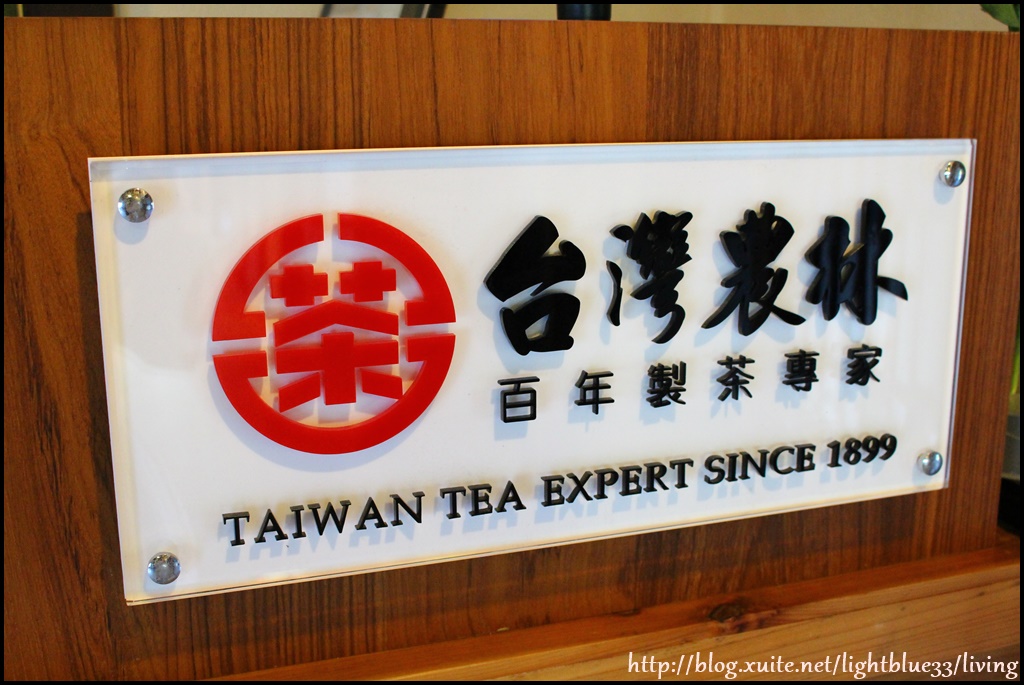 茶
台灣農林
百年製茶專家
TAIWAN TEA EXPERT SINCE 1899
http://blog.xuite.net/lightblue33/living